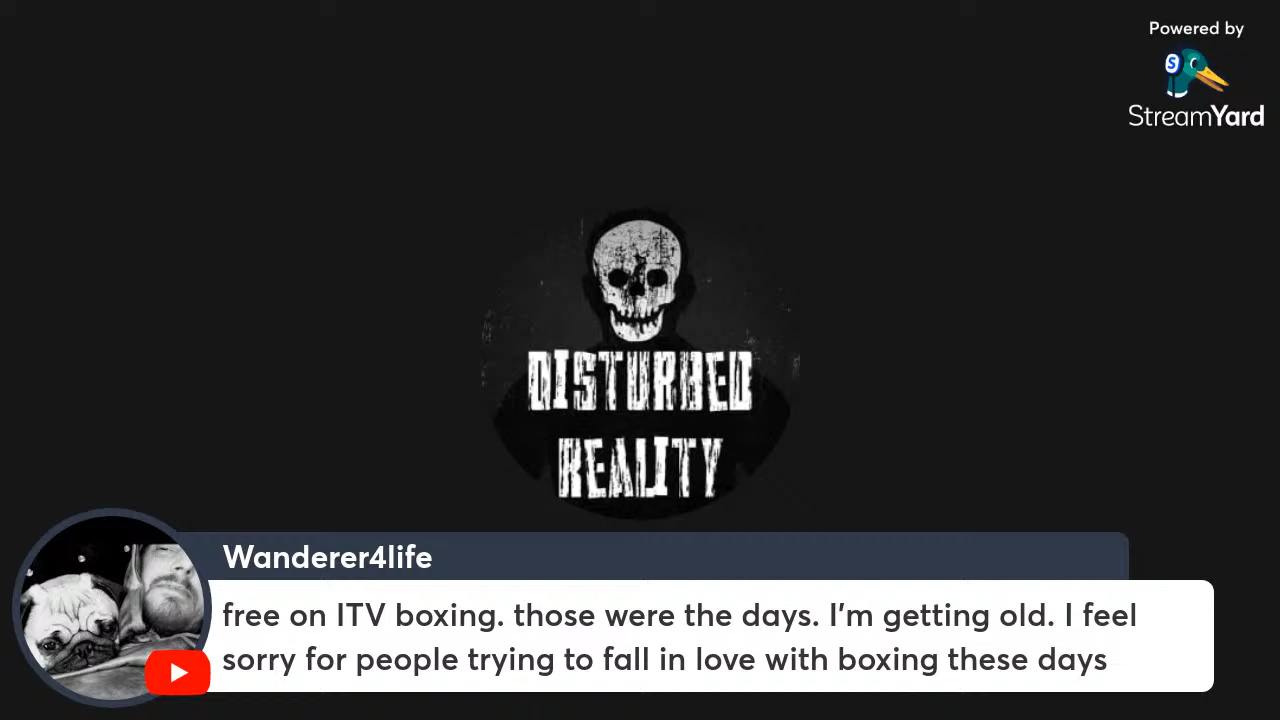 Powered by
S
StreamYard
DISTURBED
REALITY
Wanderer4life
free on ITV boxing. those were the days. I'm getting old. I feel
sorry for people trying to fall in love with boxing these days